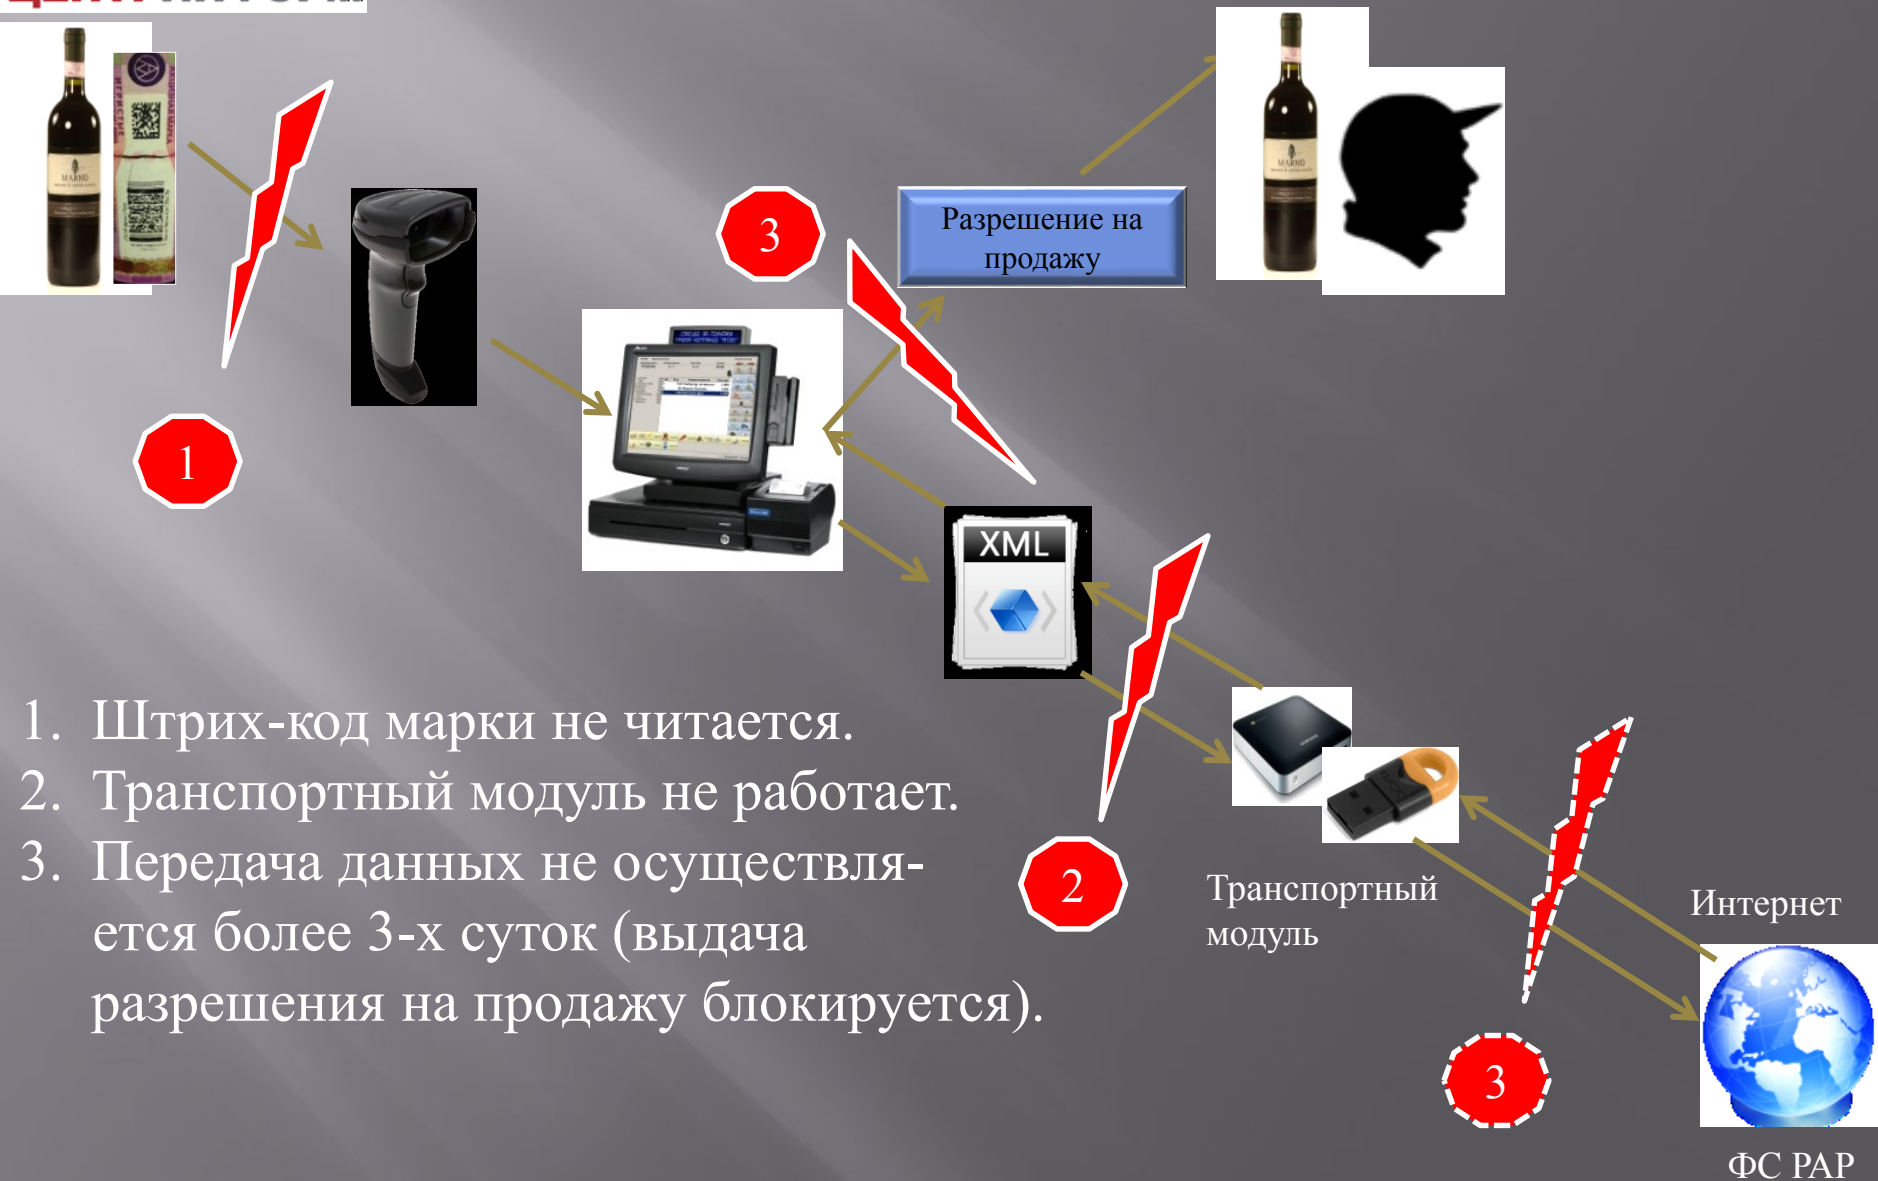 MARNO
MARNO
3
Разрешение на
продажу
1
XML
1. Штрих-код марки не читается.
2. Транспортный модуль не работает.
3. Передача данных не осуществля-
ется более 3-х суток (выдача
разрешения на продажу блокируется).
2
Транспортный
модуль
Интернет
3
ФС РАР